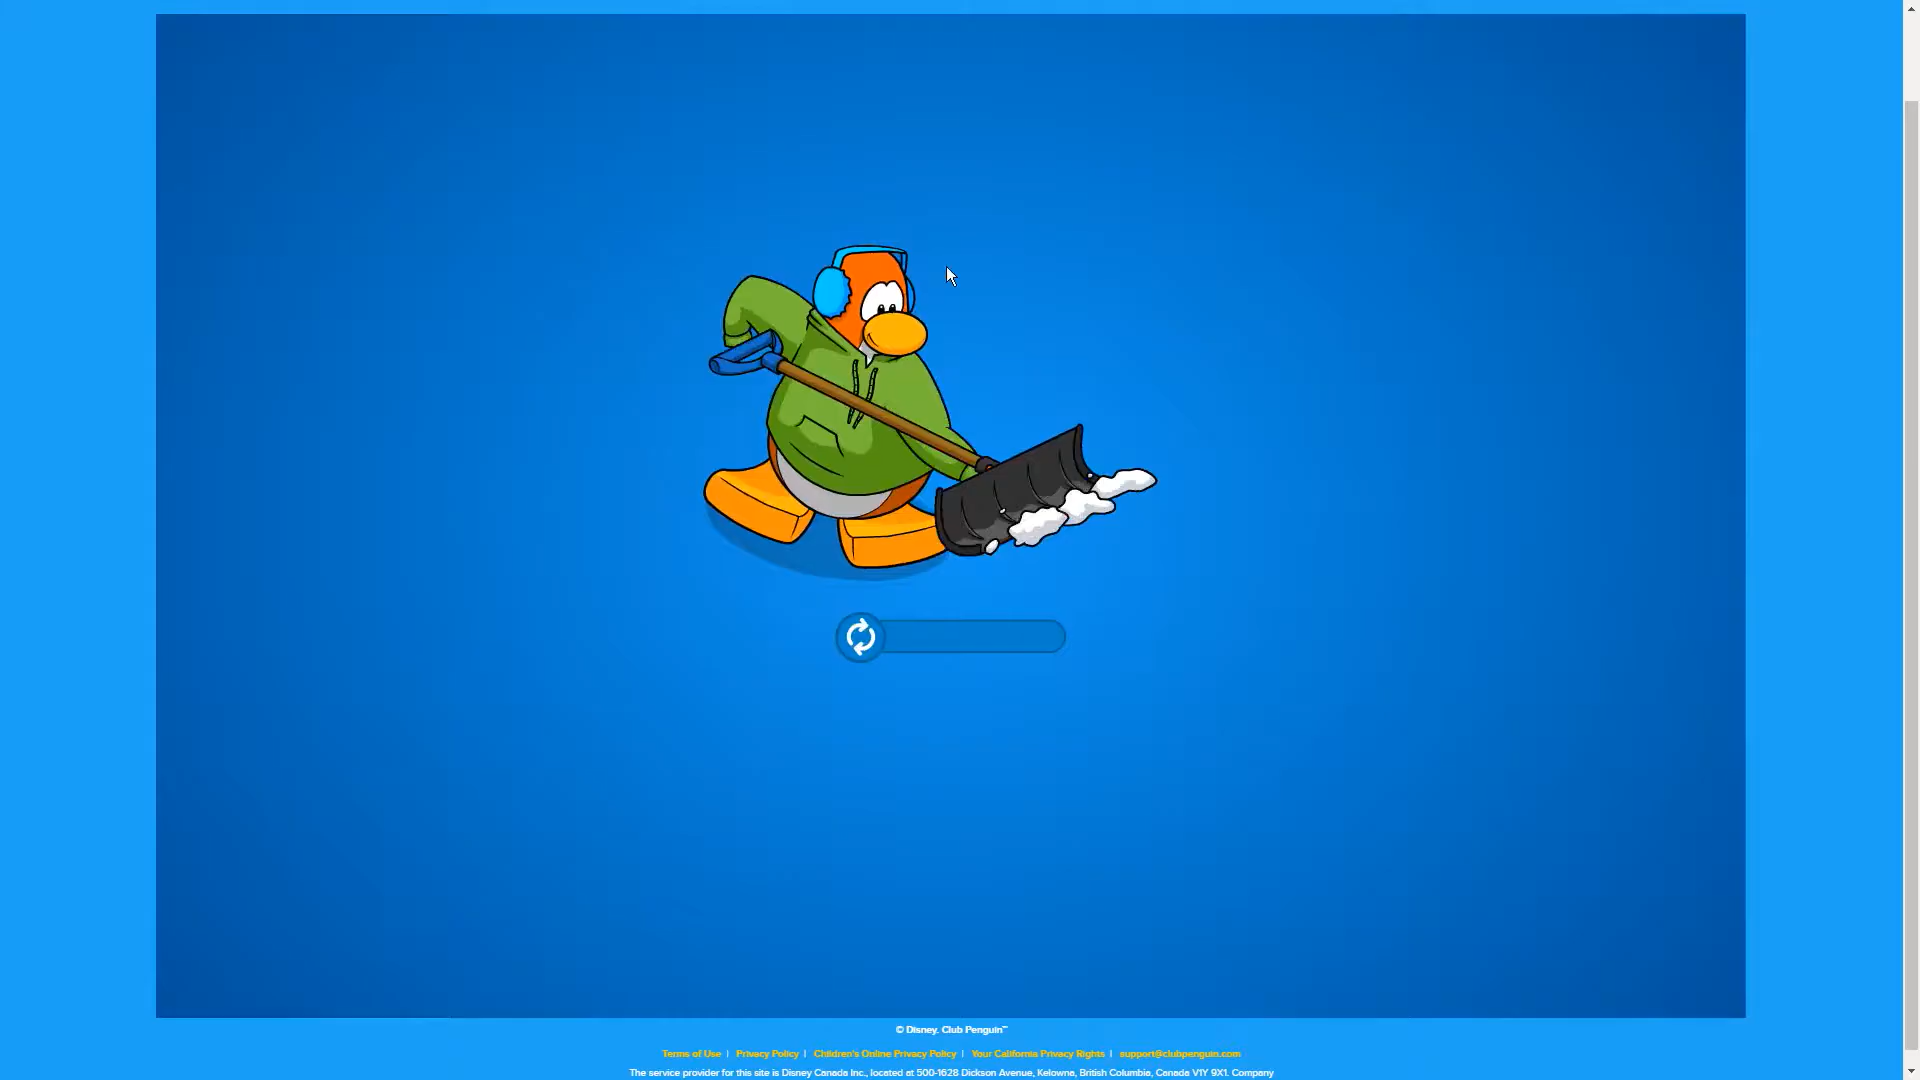 © Disney. Club Penguin™
Terms of Use | Privacy Policy | Children's Online Privacy Policy | Your California Privacy Rights | support@clubpenguin.com
The service provider for this site is Disney Canada Inc., located at 500-1628 Dickson Avenue, Kelowna, British Columbia, Canada V1Y 9X1. Company